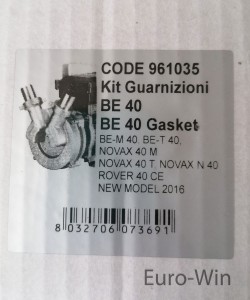 CODE 961035
Kit Guarnizioni
BE 40
BE 40 Gasket
BE-M 40, BE-T 40,
NOVAX 40 M
NOVAX 40 T, NOVAX N 40
ROVER 40 CE
NEW MODEL 2016
8 032706 073691
Euro-Win